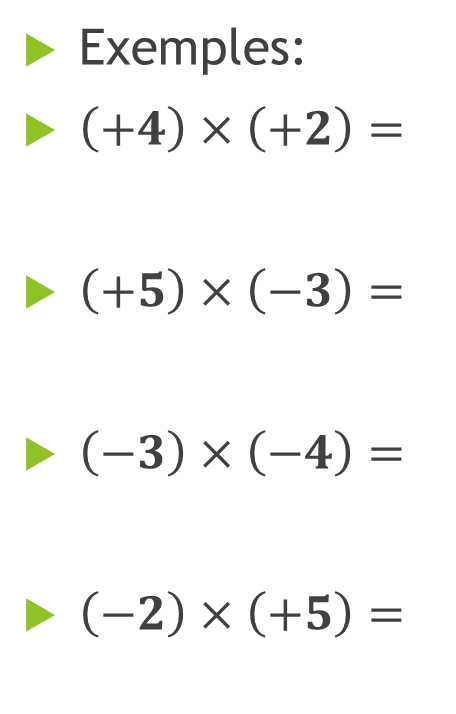 Exemples:
(+4) × (+2) =
(+5) × (−3) =
(−3) × (−4) =
(−2) × (+5) =